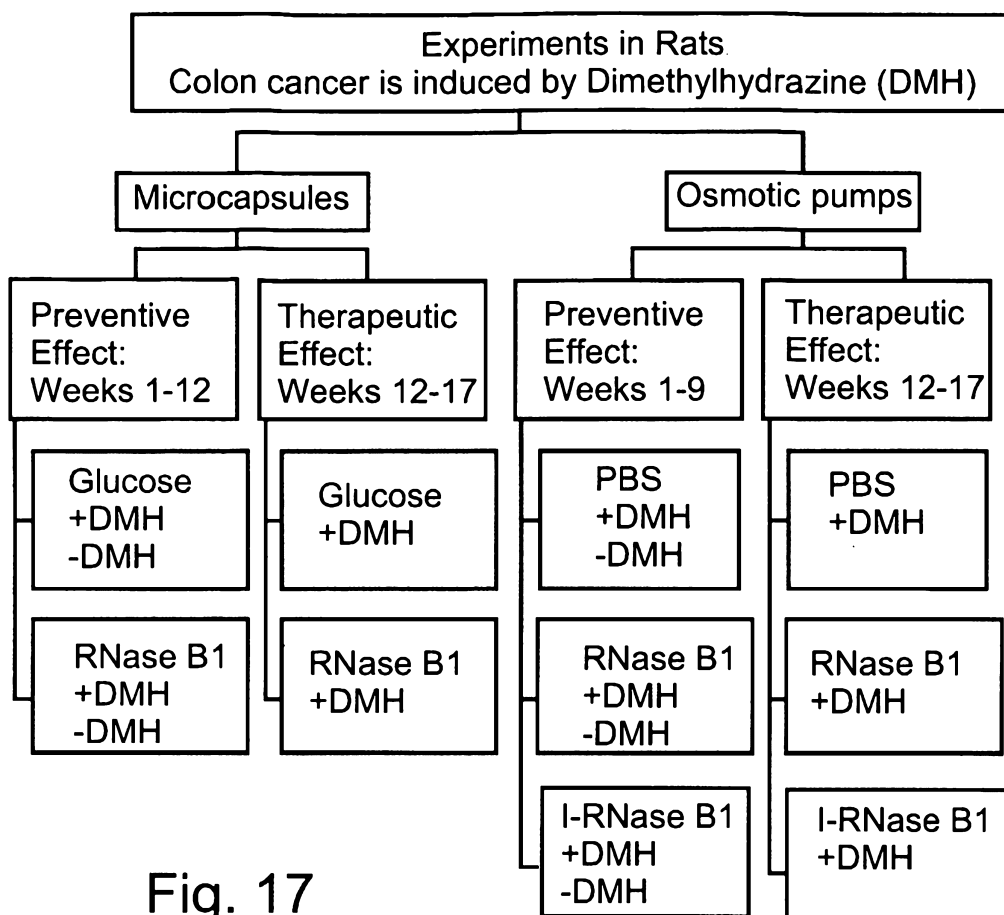 Experiments in Rats
Colon cancer is induced by Dimethylhydrazine (DMH)
Microcapsules
Osmotic pumps
Preventive
Effect:
Weeks 1-12
Therapeutic
Effect:
Weeks 12-17
Preventive
Effect:
Weeks 1-9
Therapeutic
Effect:
Weeks 12-17
Glucose
+DMH
-DMH
Glucose
+DMH
PBS
+DMH
-DMH
PBS
+DMH
RNase B1
+DMH
-DMH
RNase B1
+DMH
RNase B1
+DMH
-DMH
RNase B1
+DMH
I-RNase B1
+DMH
-DMH
I-RNase B1
+DMH
Fig. 17